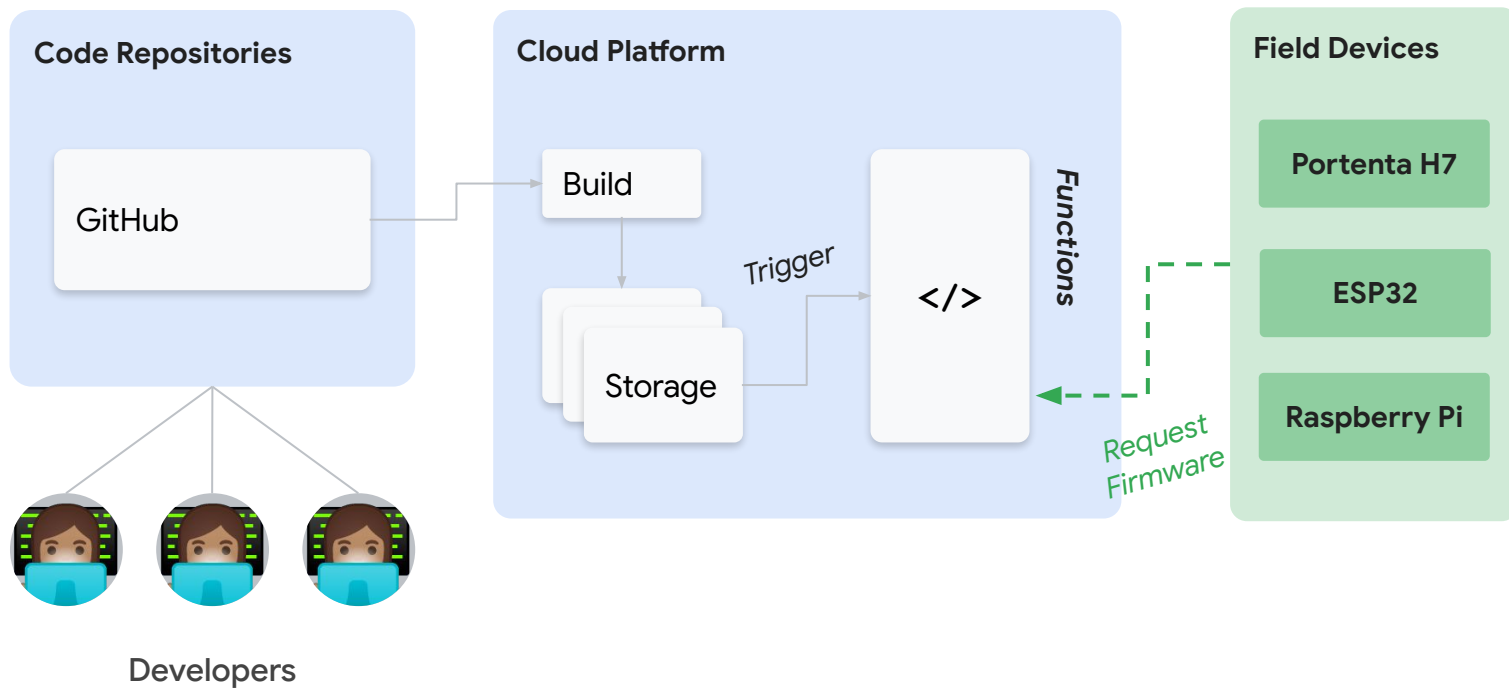 Code Repositories
GitHub
Developers
Cloud Platform
Build
Storage
Trigger
</>
Functions
Request
Firmware
Field Devices
Portenta H7
ESP32
Raspberry Pi